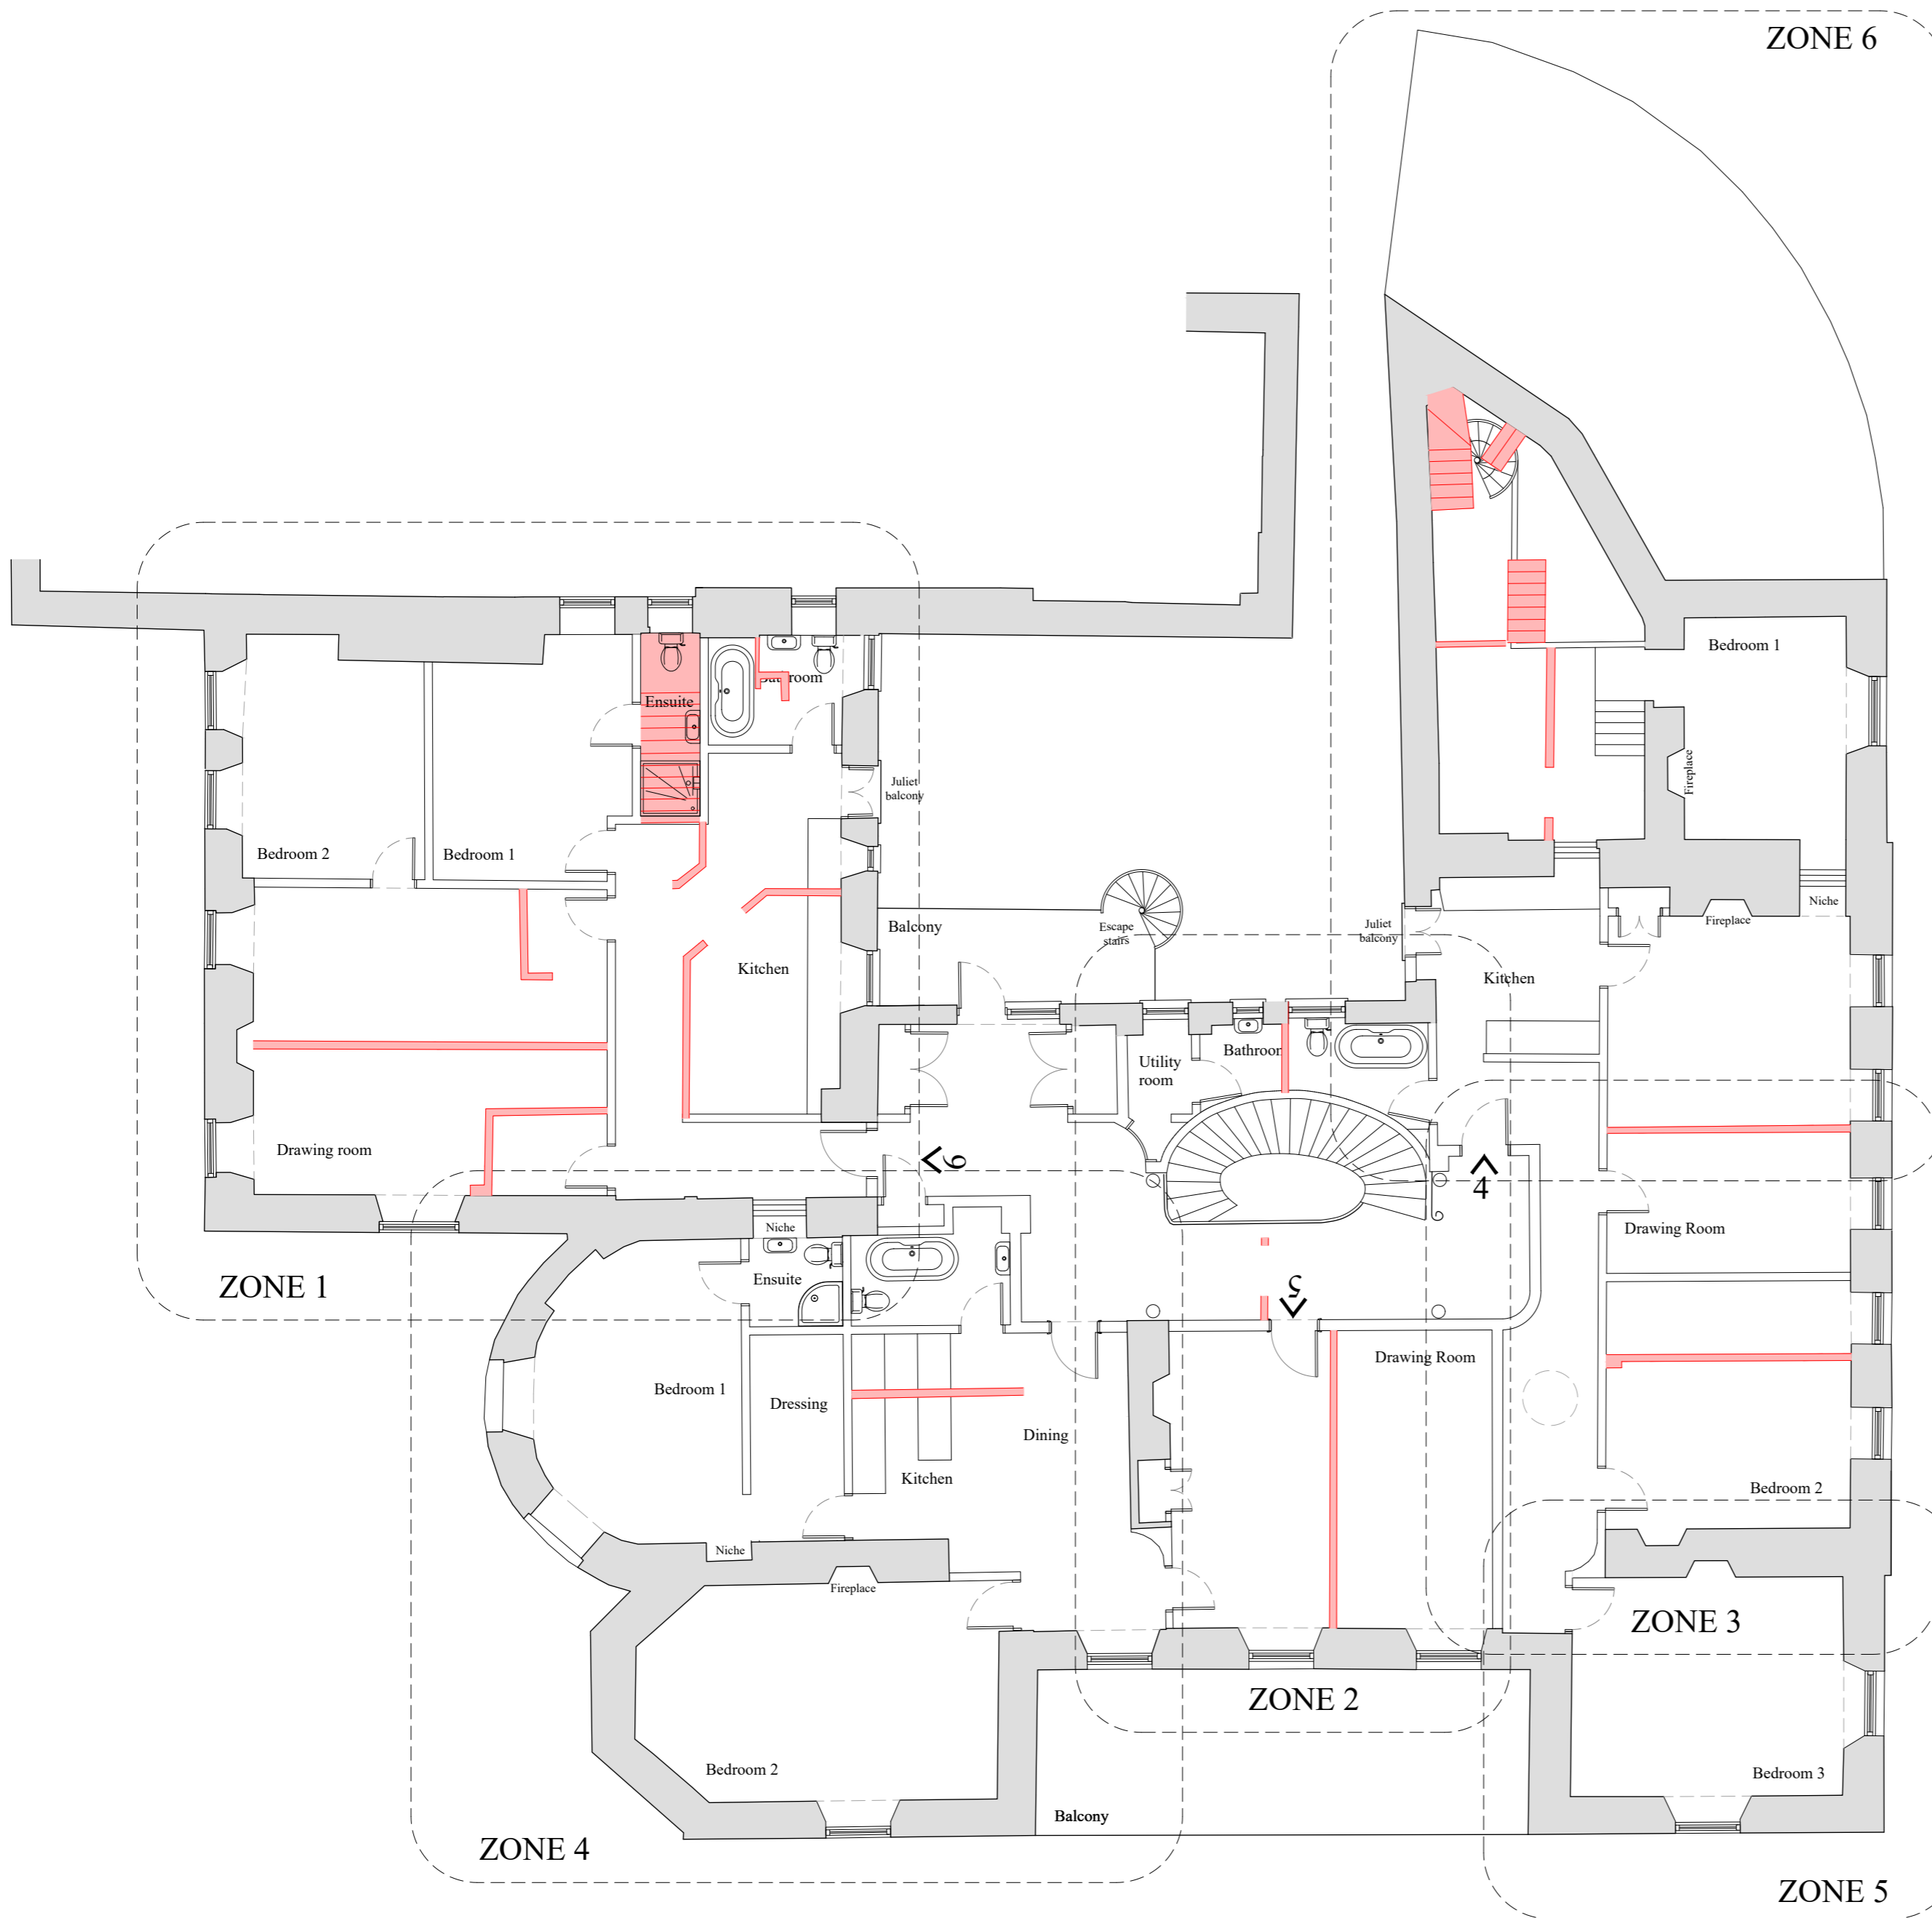 ZONE 6
Bedroom 1
Bathroom
Ensuite
Fireplace
Juliet
balcony
Bedroom 2
Bedroom 1
Niche
Fireplace
Balcony
Escape
stairs
Juliet
balcony
Kitchen
Kitchen
Bathroom
Utility
room
Drawing room
6
4
Niche
Drawing Room
Ensuite
ZONE 1
5
Drawing Room
Bedroom 1
Dressing
Dining
Kitchen
Bedroom 2
Niche
Fireplace
ZONE 3
ZONE 2
Bedroom 2
Bedroom 3
Balcony
ZONE 4
ZONE 5